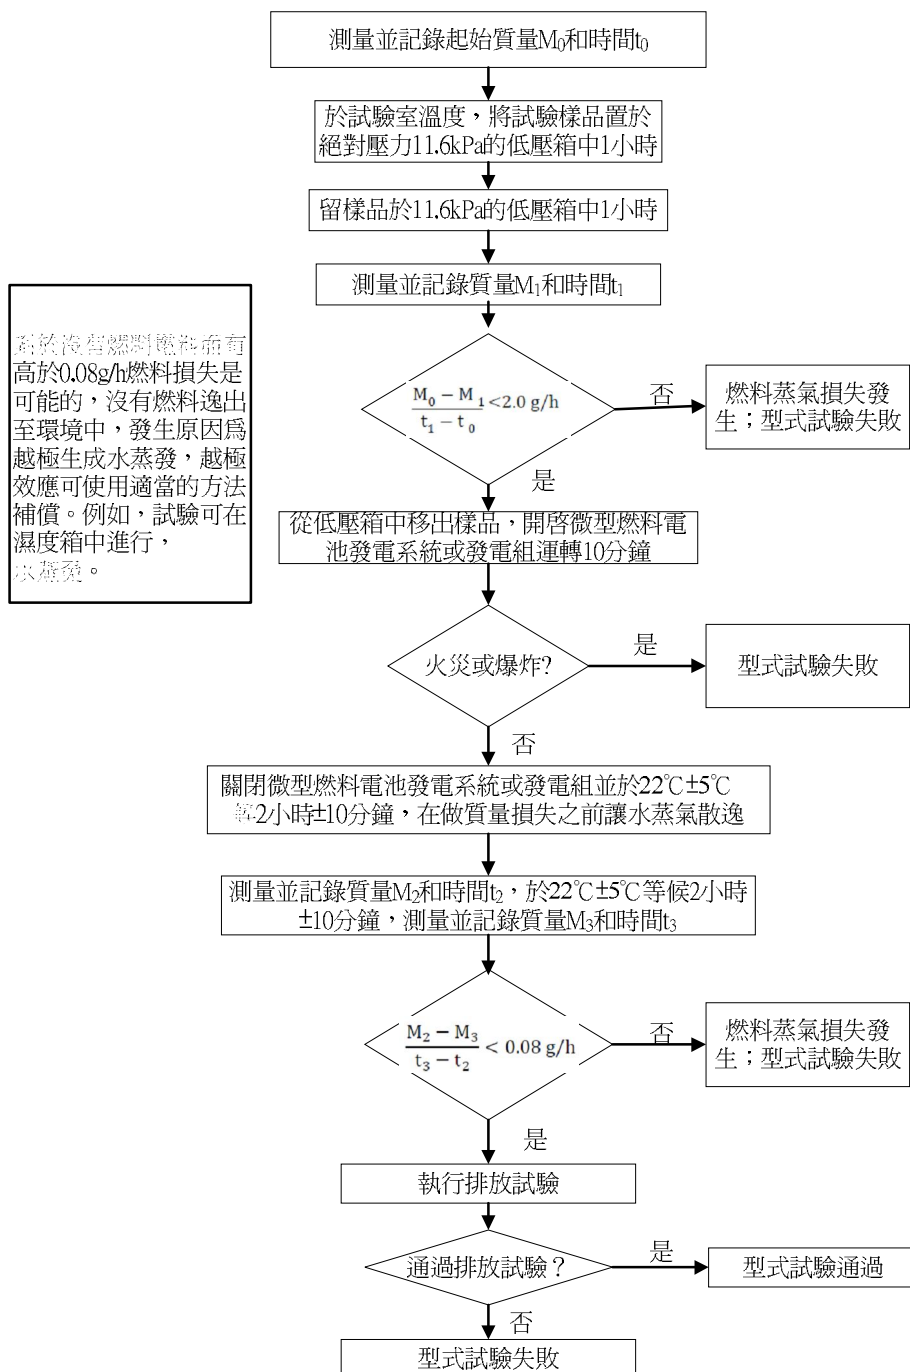 測量並記錄起始質量M₀和時間t₀
於試驗室溫度，將試驗樣品置於
絕對壓力11.6kPa的低壓箱中1小時
留樣品於11.6kPa的低壓箱中1小時
測量並記錄質量M₁和時間t₁
高於0.08g/h燃料損失是
可能的，沒有燃料逸出
至環境中，發生原因為
越極生成水蒸發，越極
效應可使用適當的方法
補償。例如，試驗可在
濕度箱中進行，
水蒸發。
(M₀ − M₁)/(t₁ − t₀) <2.0 g/h
否
燃料蒸氣損失發
生；型式試驗失敗
是
從低壓箱中移出樣品，開啓微型燃料電
池發電系統或發電組運轉10分鐘
火災或爆炸?
是
型式試驗失敗
否
關閉微型燃料電池發電系統或發電組並於22℃±5℃
2小時±10分鐘，在做質量損失之前讓水蒸氣散逸
測量並記錄質量M₂和時間t₂，於22℃±5℃等候2小時
±10分鐘，測量並記錄質量M₃和時間t₃
(M₂ − M₃)/(t₃ − t₂) < 0.08 g/h
否
燃料蒸氣損失發
生；型式試驗失敗
是
執行排放試驗
通過排放試驗？
是
型式試驗通過
否
型式試驗失敗